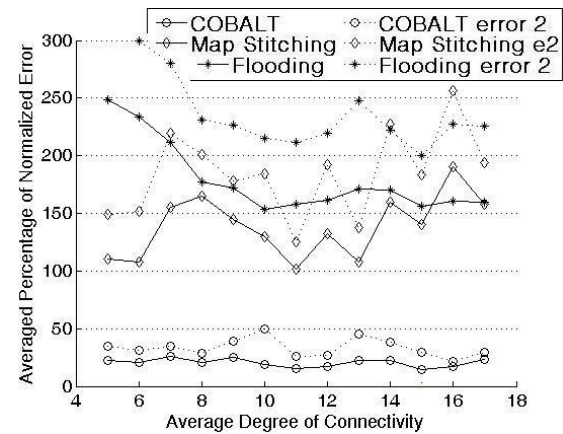 COBALT
COBALT error 2
Map Stitching
Map Stitching e2
Flooding
Flooding error 2
300
250
200
150
100
50
0
4 6 8 10 12 14 16 18
Averaged Percentage of Normalized Error
Average Degree of Connectivity